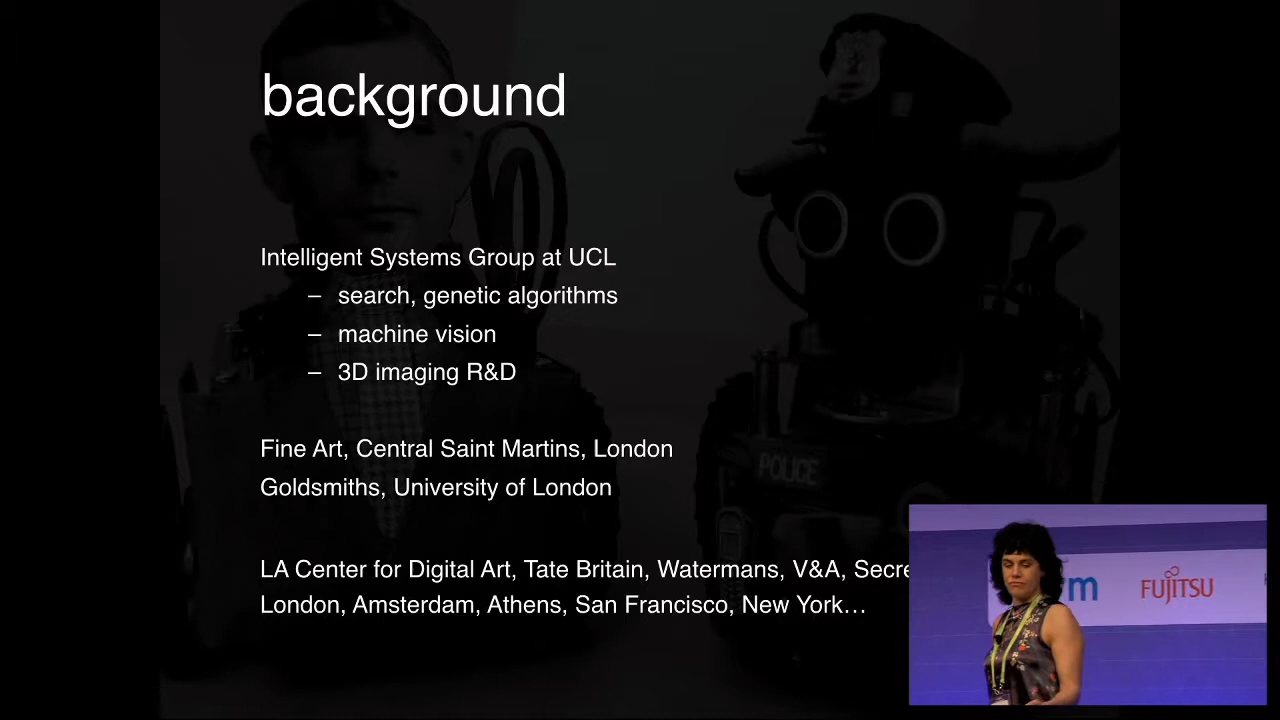 background
Intelligent Systems Group at UCL
– search, genetic algorithms
– machine vision
– 3D imaging R&D
Fine Art, Central Saint Martins, London
Goldsmiths, University of London
LA Center for Digital Art, Tate Britain, Watermans, V&A, Secre
London, Amsterdam, Athens, San Francisco, New York…
POLICE
FUJITSU